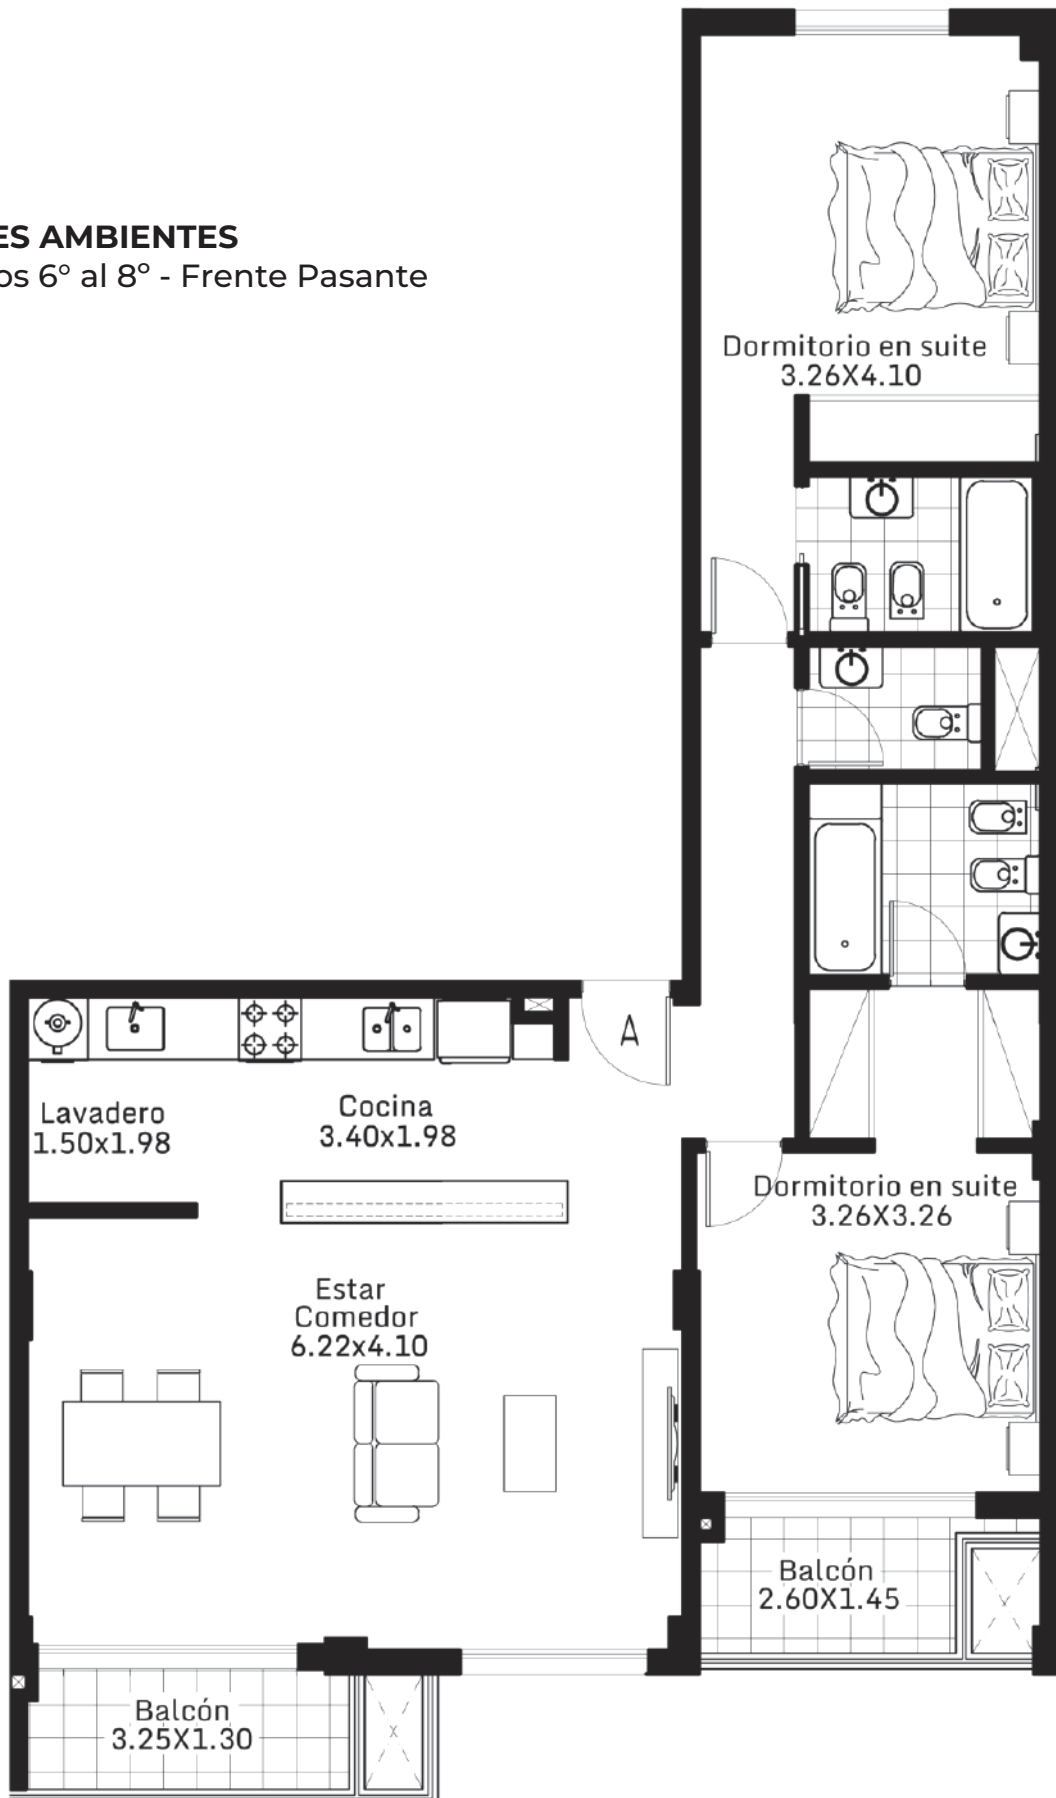 ES AMBIENTES
os 6° al 8º - Frente Pasante
Dormitorio en suite
3.26X4.10
A
Lavadero
1.50x1.98
Cocina
3.40x1.98
Dormitorio en suite
3.26X3.26
Estar
Comedor
6.22x4.10
Balcón
2.60X1.45
Balcón
3.25X1.30